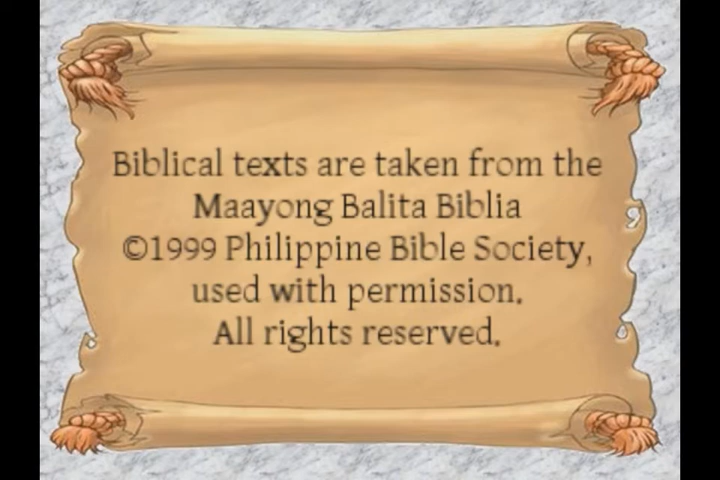 Biblical texts are taken from the
Maayong Balita Biblia
©1999 Philippine Bible Society,
used with permission.
All rights reserved.